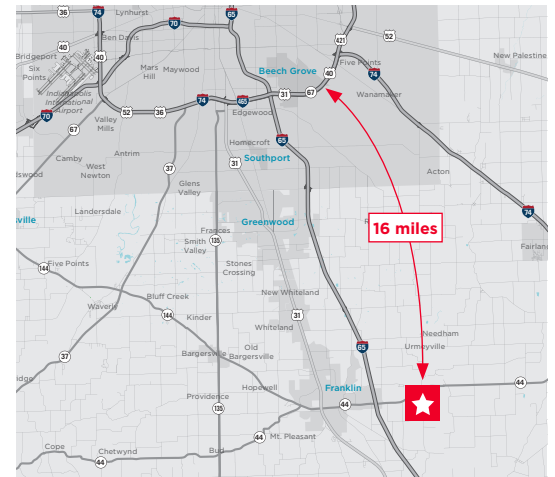 36
74
Lynhurst
70
65
421
52
Bridgeport
Ben Davis
40
40
Six
Points
Mars
Hill
Maywood
Beech Grove
Five Points
40
New Palestine
Indianapolis
International
Airport
74
74
465
31
67
Wanamaker
70
52
36
Edgewood
Valley
Mills
67
Homecroft
65
Camby
Antrim
31
Southport
West
Newton
37
Acton
Glens
Valley
Landersdale
Greenwood
74
16 miles
Frances
135
Smith
Valley
Five Points
144
Stones
Crossing
Bluff Creek
New Whiteland
Waverly
144
Kinder
31
Whiteland
Needham
37
Bargersville
Old
Bargersville
65
Urmeyville
Hopewell
Franklin
44
Providence
135
44
44
Mt. Pleasant
Cope
Chetwynd
Bud
44